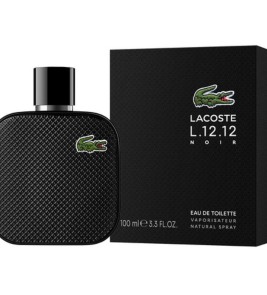 LACOSTE
L.12.12
NOIR
EAU DE TOILETTE
VAPORISATEUR
NATURAL SPRAY
100 ml e 3.3 FL.OZ.